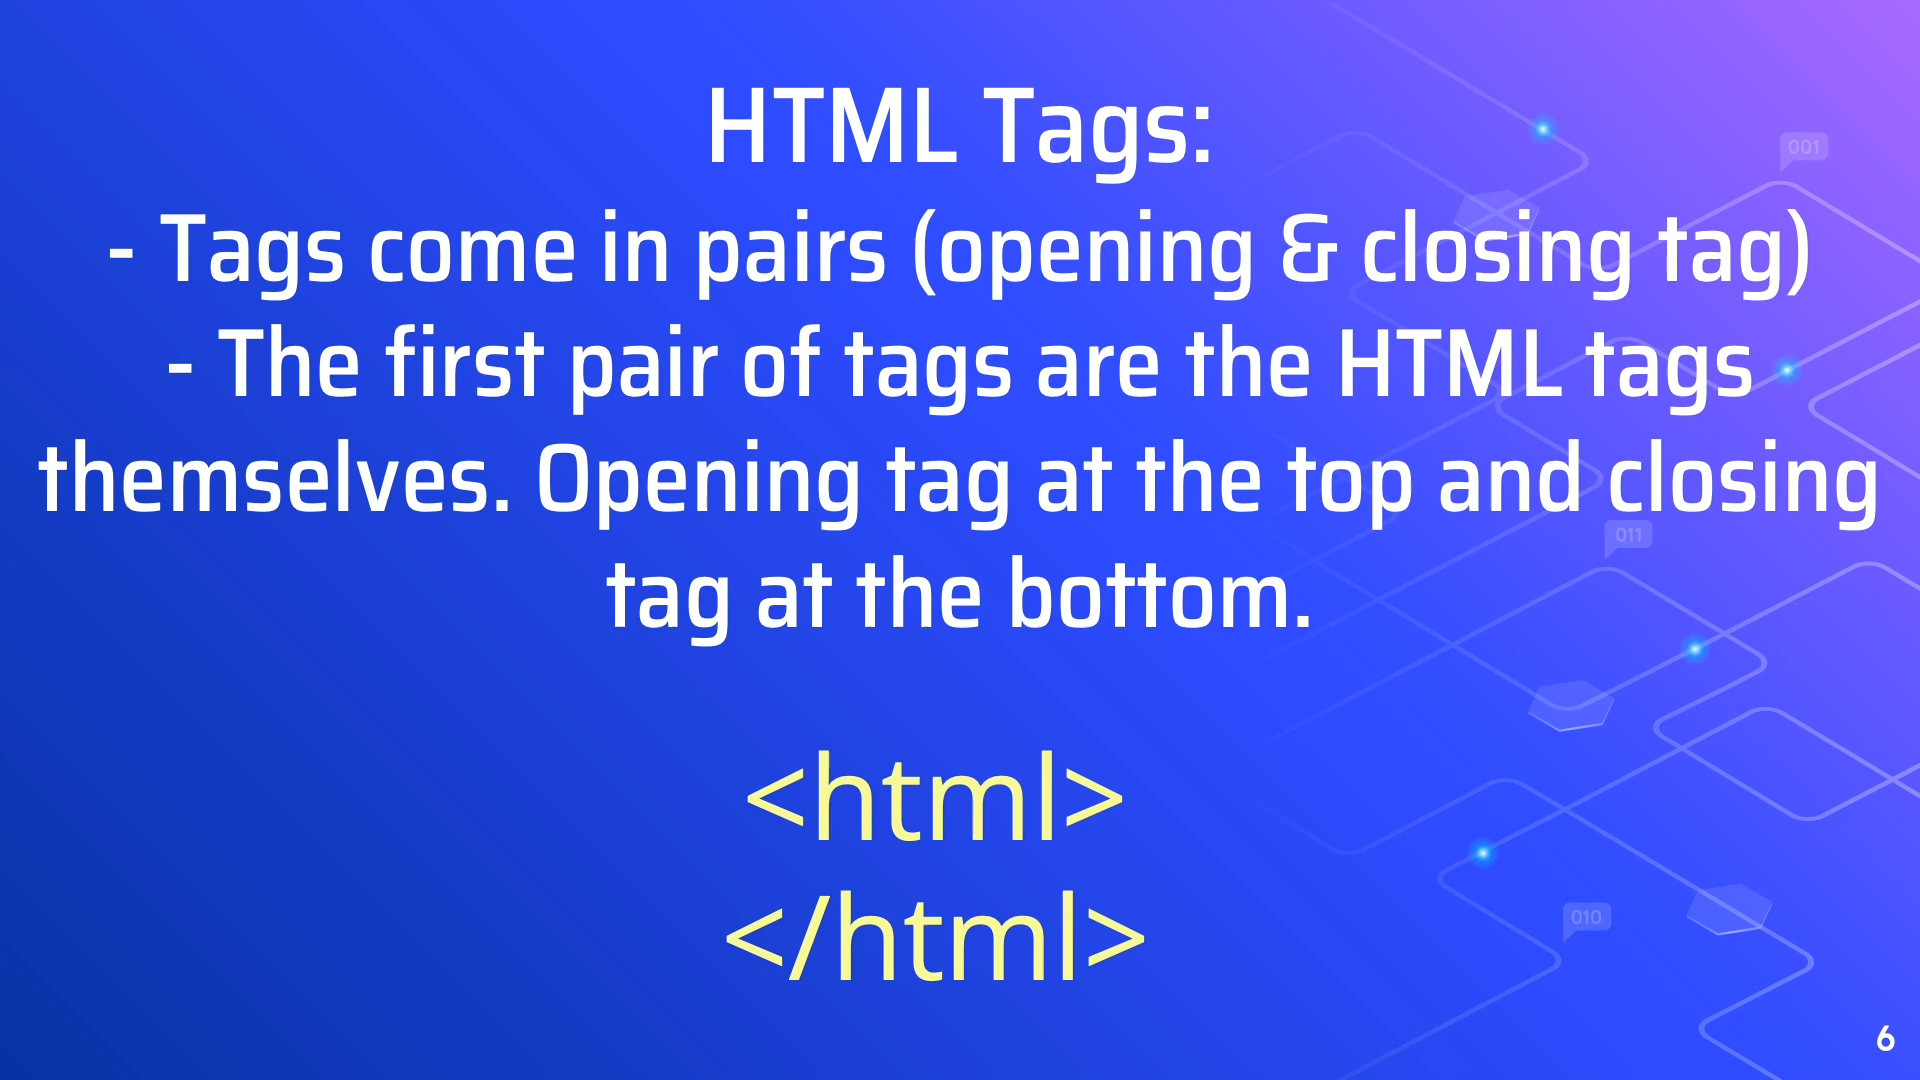 HTML Tags:
- Tags come in pairs (opening & closing tag)
- The first pair of tags are the HTML tags
themselves. Opening tag at the top and closing
tag at the bottom.
<html>
</html>
001
011
010
6